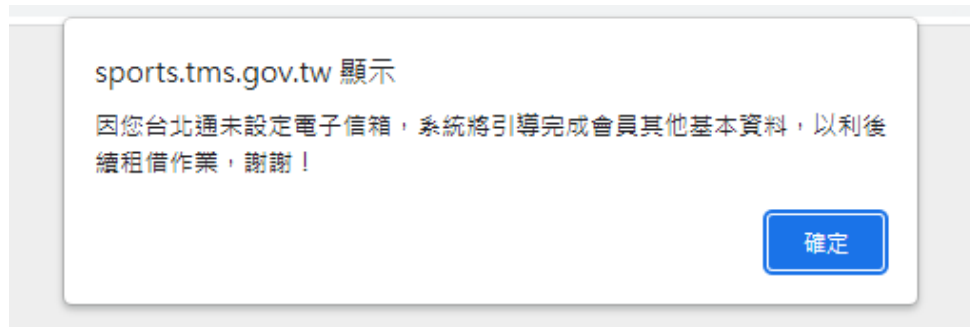 sports.tms.gov.tw 顯示
因您台北通未設定電子信箱，系統將引導完成會員其他基本資料，以利後
續租借作業，謝謝！
確定